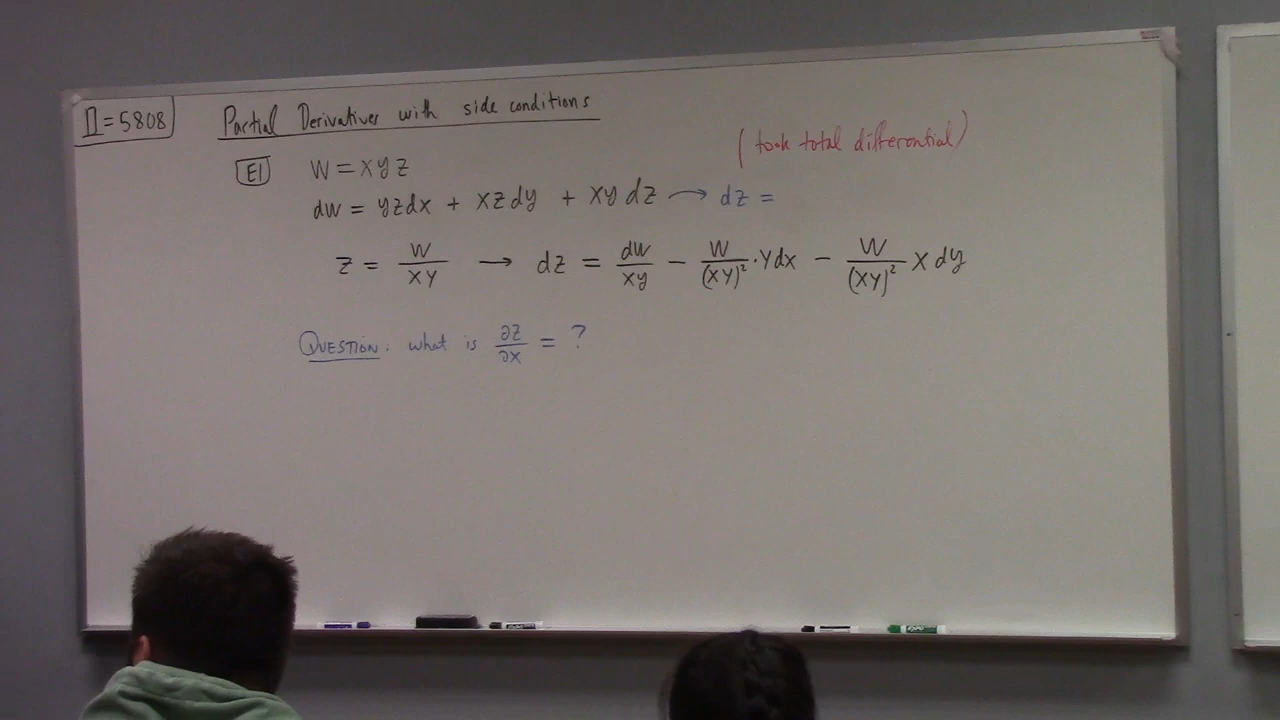 Π = 5808
Partial Derivatives with side conditions
(took total differential)
E1 W = xyz
dw = yzdx + xzdy + xydz → dz =
z = W/xy → dz = dw/xy − W/(xy)² · ydx − W/(xy)² xdy
QUESTION: what is ∂z/∂x = ?